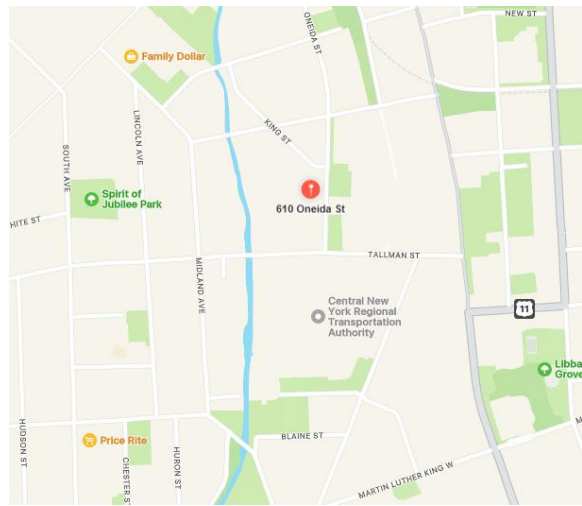 ONEIDA ST
NEW ST
Family Dollar
LINCOLN AVE
KING ST
SOUTH AVE
610 Oneida St
Spirit of
Jubilee Park
HITE ST
TALLMAN ST
MIDLAND AVE
Central New
York Regional
Transportation
Authority
11
Libba
Grove
HUDSON ST
Price Rite
CHESTER ST
HURON ST
BLAINE ST
MARTIN LUTHER KING W
M